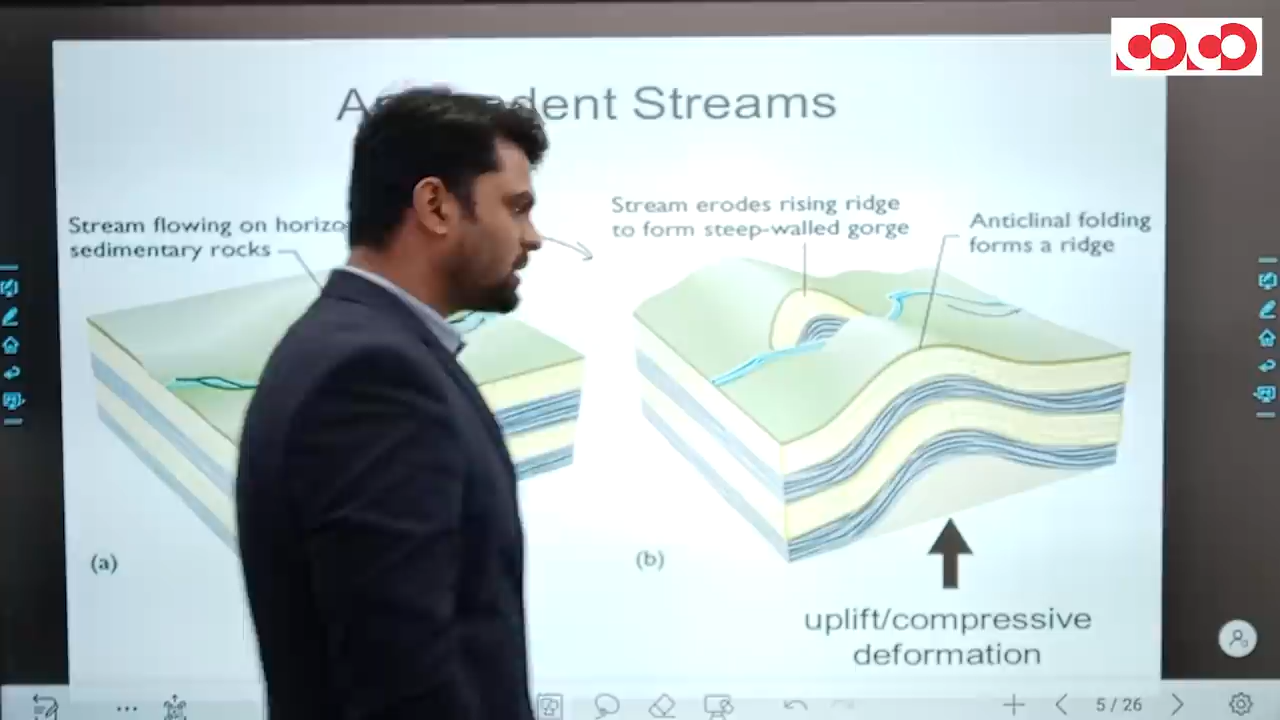 dent Streams
Stream flowing on horizo
sedimentary rocks
Stream erodes rising ridge
to form steep-walled gorge
Anticlinal folding
forms a ridge
(a)
(b)
uplift/compressive
deformation
5 / 26